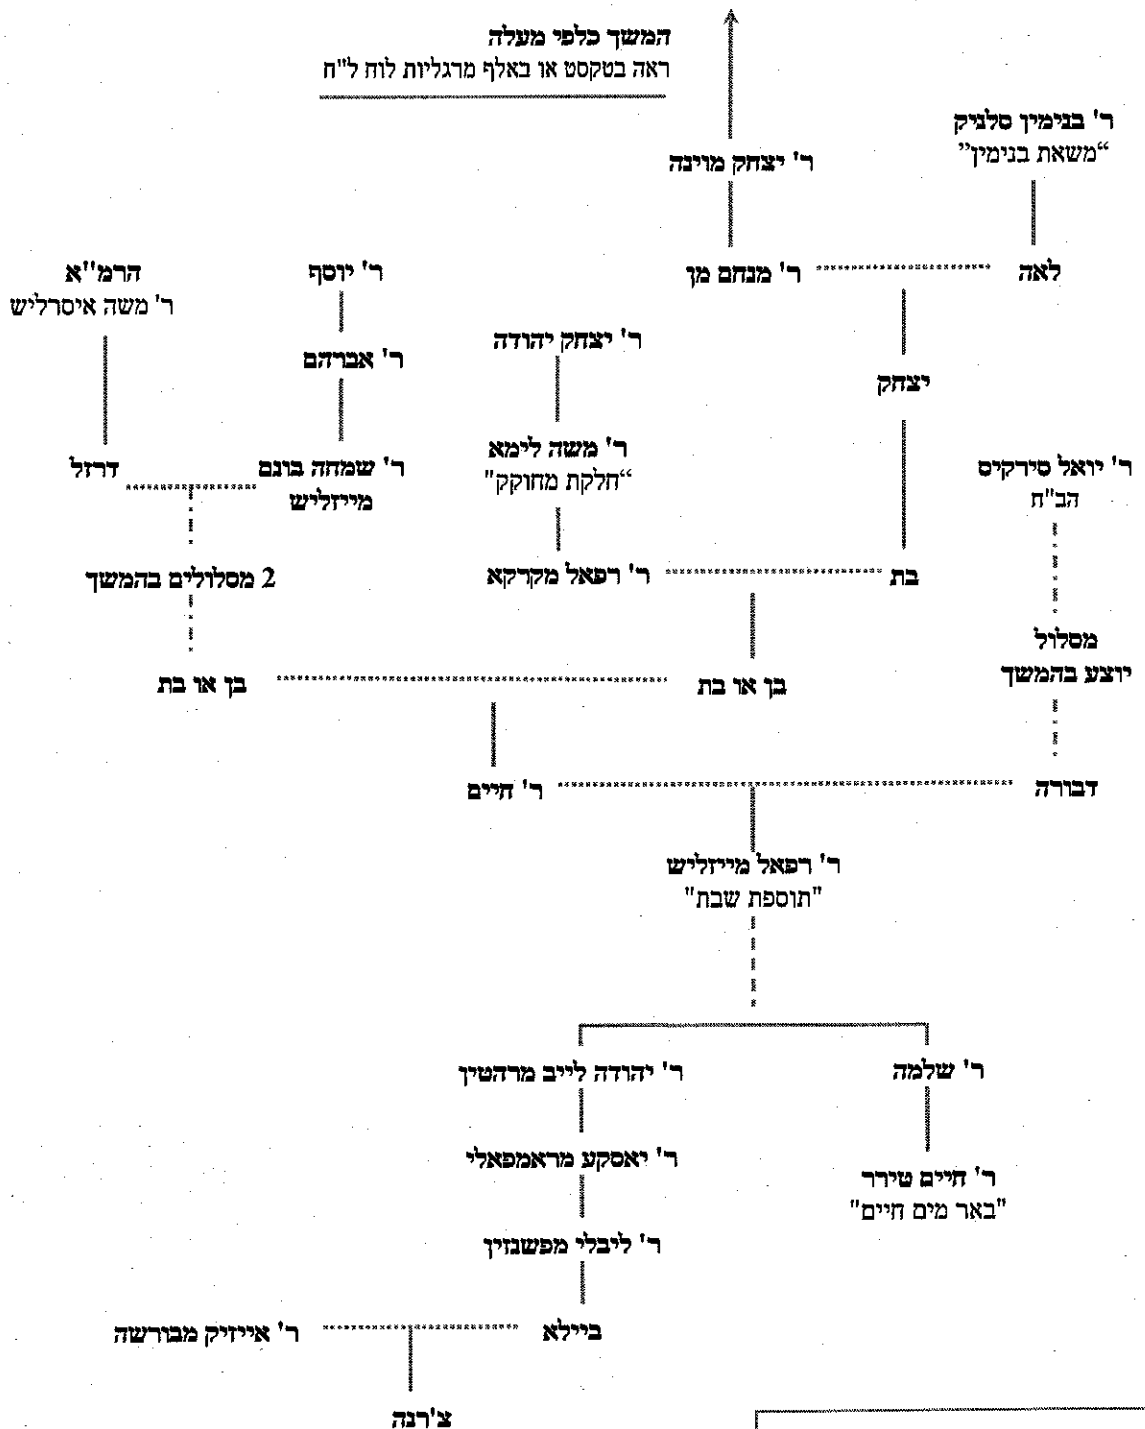 המשך כלפי מעלה
ראה בטקסט או באלף מרגליות לוח ל"ח
ר' בנימין סלניק
"משאת בנימין"
ר' יצחק מוינה
לאה
ר' מנחם מן
ר' יוסף
הרמ"א
ר' משה איסרליש
ר' יצחק יהודה
ר' אברהם
יצחק
ר' משה לימא
"חלקת מחוקק"
ר' יואל סירקיס
הב"ח
ר' שמחה בונם
מייזליש
דרזל
בת
ר' רפאל מקרקא
2 מסלולים בהמשך
מסלול
יוצע בהמשך
בן או בת
בן או בת
דבורה
ר' חיים
ר' רפאל מייזליש
"תוספת שבת"
ר' שלמה
ר' יהודה לייב מרהטין
ר' יאסקע מראמפאלי
ר' חיים טירר
"באר מים חיים"
ר' ליבלי מפשבזין
ביילא
ר' אייזיק מבורשה
צ'רנה